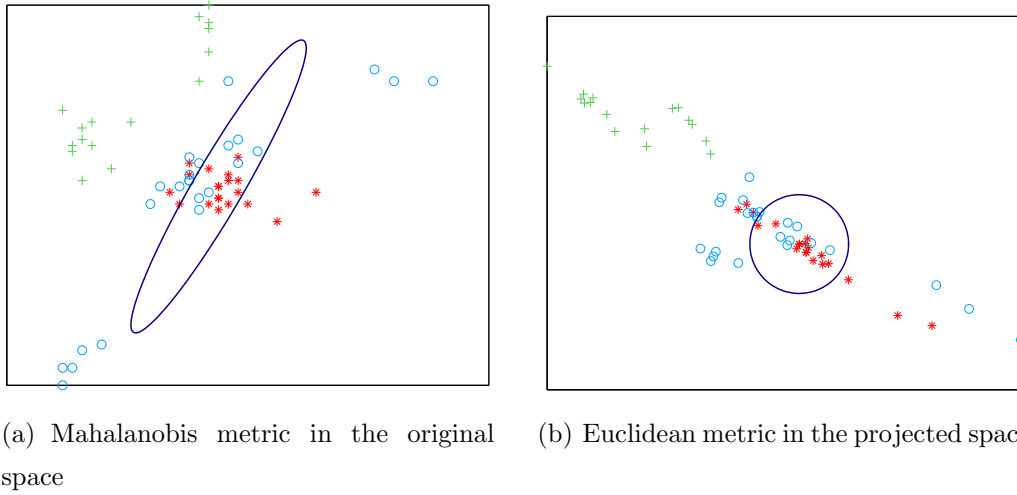 (a) Mahalanobis metric in the original
space
(b) Euclidean metric in the projected spac